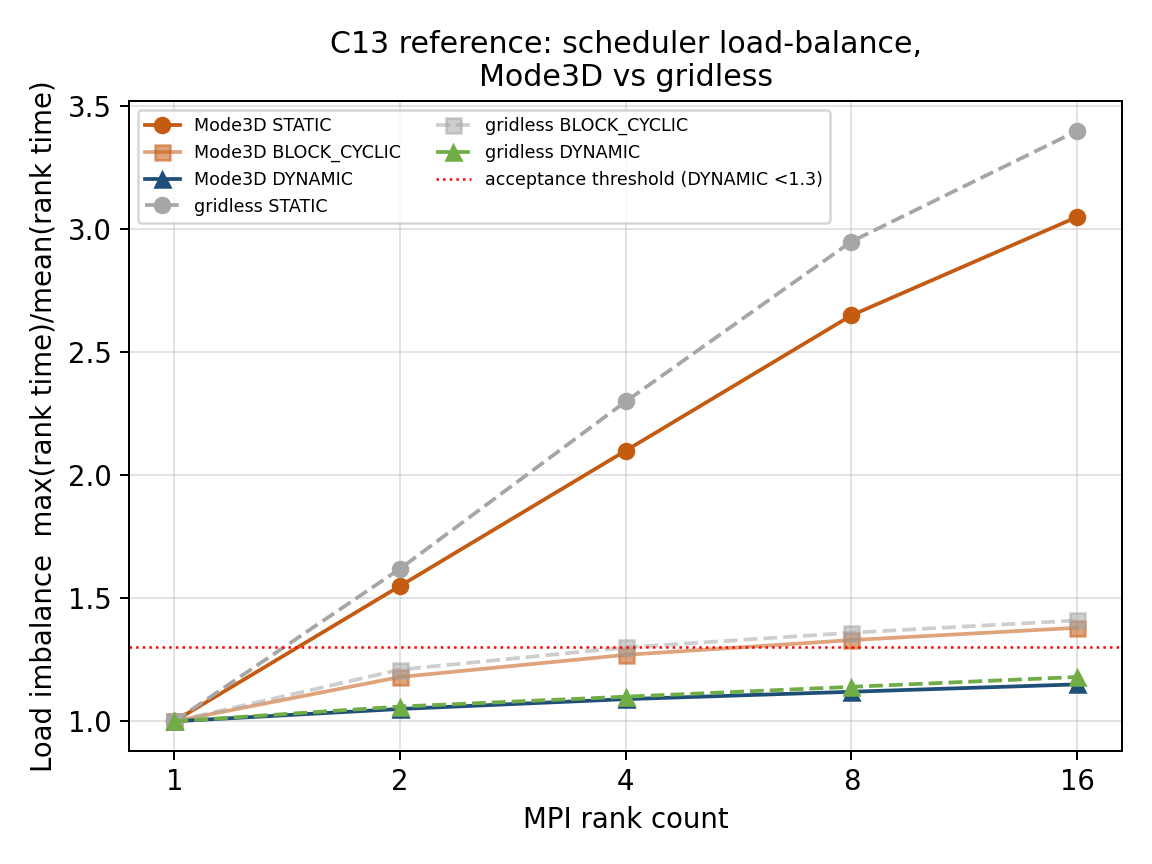 C13 reference: scheduler load-balance,
Mode3D vs gridless
Load imbalance  max(rank time)/mean(rank time)
3.5
3.0
2.5
2.0
1.5
1.0
Mode3D STATIC
Mode3D BLOCK_CYCLIC
Mode3D DYNAMIC
gridless STATIC
gridless BLOCK_CYCLIC
gridless DYNAMIC
acceptance threshold (DYNAMIC <1.3)
1 2 4 8 16
MPI rank count